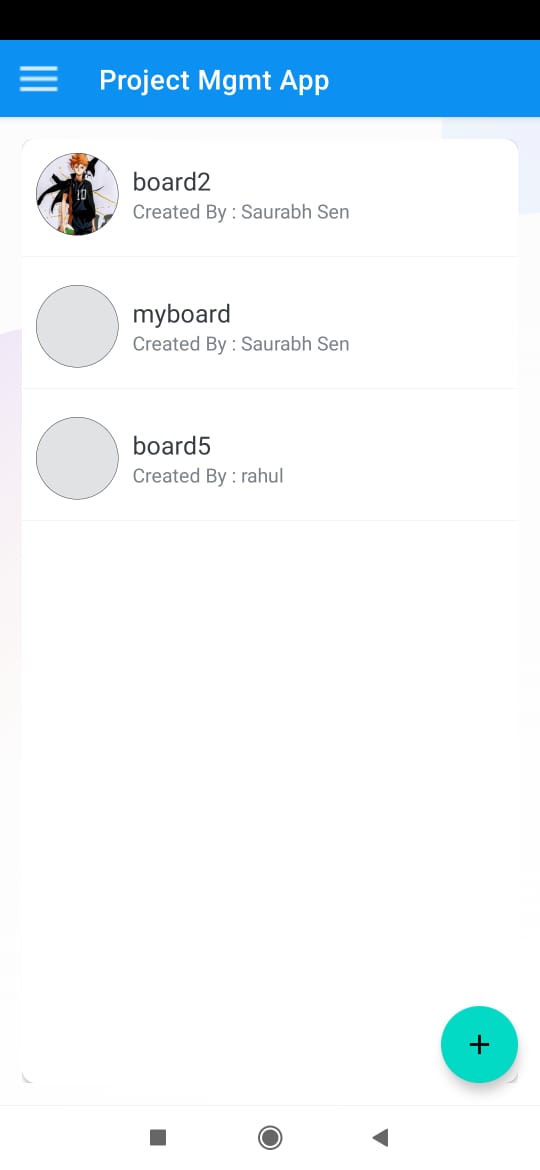 Project Mgmt App
board2
Created By : Saurabh Sen
myboard
Created By : Saurabh Sen
board5
Created By : rahul